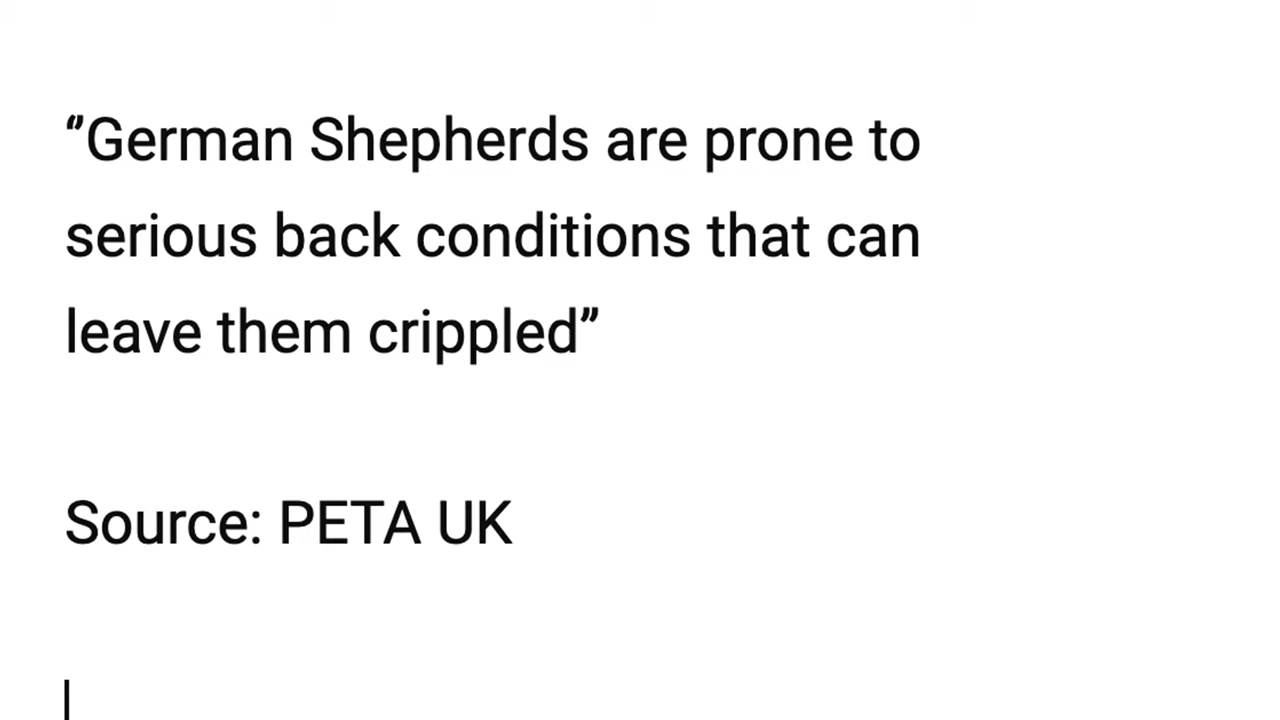 ‘’German Shepherds are prone to
serious back conditions that can
leave them crippled”
Source: PETA UK